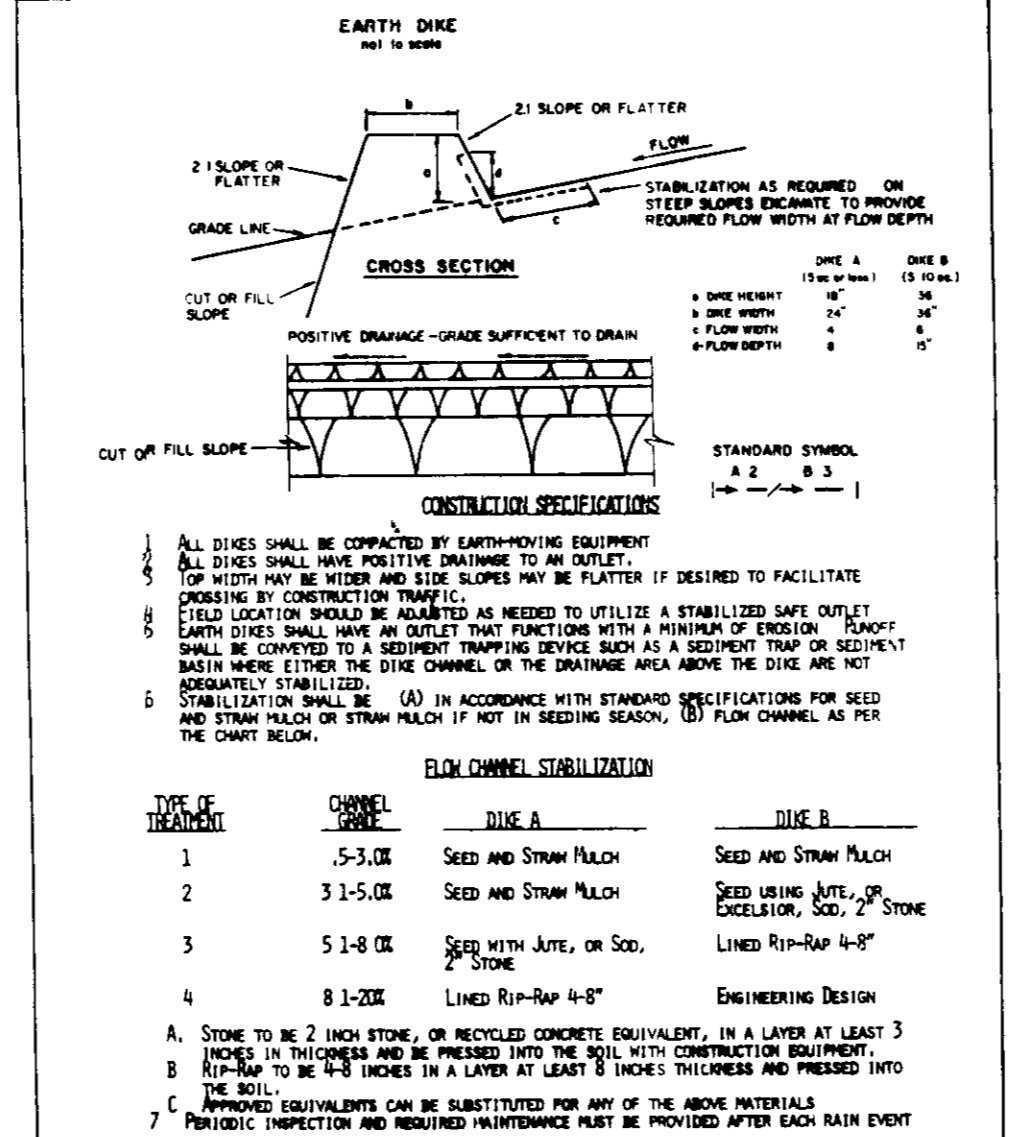 EARTH DIKE
not to scale
b
2.1 SLOPE OR FLATTER
FLOW
2 1 SLOPE OR
FLATTER
a
d
STABILIZATION AS REQUIRED ON
STEEP SLOPES EXCAVATE TO PROVIDE
REQUIRED FLOW WIDTH AT FLOW DEPTH
c
GRADE LINE
CROSS SECTION
CUT OR FILL
SLOPE
DIKE A DIKE B
(5 ac or less) (5 10 ac.)
a DIKE HEIGHT 18" 36
b DIKE WIDTH 24" 36"
c FLOW WIDTH 4 6
d-FLOW DEPTH 8 15"
POSITIVE DRAINAGE-GRADE SUFFICIENT TO DRAIN
CUT OR FILL SLOPE
STANDARD SYMBOL
A 2 B 3
CONSTRUCTION SPECIFICATIONS
1 ALL DIKES SHALL BE COMPACTED BY EARTH-MOVING EQUIPMENT
2 ALL DIKES SHALL HAVE POSITIVE DRAINAGE TO AN OUTLET.
3 TOP WIDTH MAY BE WIDER AND SIDE SLOPES MAY BE FLATTER IF DESIRED TO FACILITATE
CROSSING BY CONSTRUCTION TRAFFIC.
4 FIELD LOCATION SHOULD BE ADJUSTED AS NEEDED TO UTILIZE A STABILIZED SAFE OUTLET
5 EARTH DIKES SHALL HAVE AN OUTLET THAT FUNCTIONS WITH A MINIMUM OF EROSION RUNOFF
SHALL BE CONVEYED TO A SEDIMENT TRAPPING DEVICE SUCH AS A SEDIMENT TRAP OR SEDIMENT
BASIN WHERE EITHER THE DIKE CHANNEL OR THE DRAINAGE AREA ABOVE THE DIKE ARE NOT
ADEQUATELY STABILIZED.
6 STABILIZATION SHALL BE (A) IN ACCORDANCE WITH STANDARD SPECIFICATIONS FOR SEED
AND STRAW MULCH OR STRAW MULCH IF NOT IN SEEDING SEASON, (B) FLOW CHANNEL AS PER
THE CHART BELOW.
FLOW CHANNEL STABILIZATION
TYPE OF CHANNEL
TREATMENT GRADE DIKE A DIKE B
1 .5-3.0% SEED AND STRAW MULCH SEED AND STRAW MULCH
2 3 1-5.0% SEED AND STRAW MULCH SEED USING JUTE, OR
EXCELSIOR, SOD, 2" STONE
3 5 1-8 0% SEED WITH JUTE, OR SOD, LINED RIP-RAP 4-8"
2" STONE
4 8 1-20% LINED RIP-RAP 4-8" ENGINEERING DESIGN
A. STONE TO BE 2 INCH STONE, OR RECYCLED CONCRETE EQUIVALENT, IN A LAYER AT LEAST 3
INCHES IN THICKNESS AND BE PRESSED INTO THE SOIL WITH CONSTRUCTION EQUIPMENT.
B RIP-RAP TO BE 4-8 INCHES IN A LAYER AT LEAST 8 INCHES THICKNESS AND PRESSED INTO
THE SOIL.
C APPROVED EQUIVALENTS CAN BE SUBSTITUTED FOR ANY OF THE ABOVE MATERIALS
7 PERIODIC INSPECTION AND REQUIRED MAINTENANCE MUST BE PROVIDED AFTER EACH RAIN EVENT